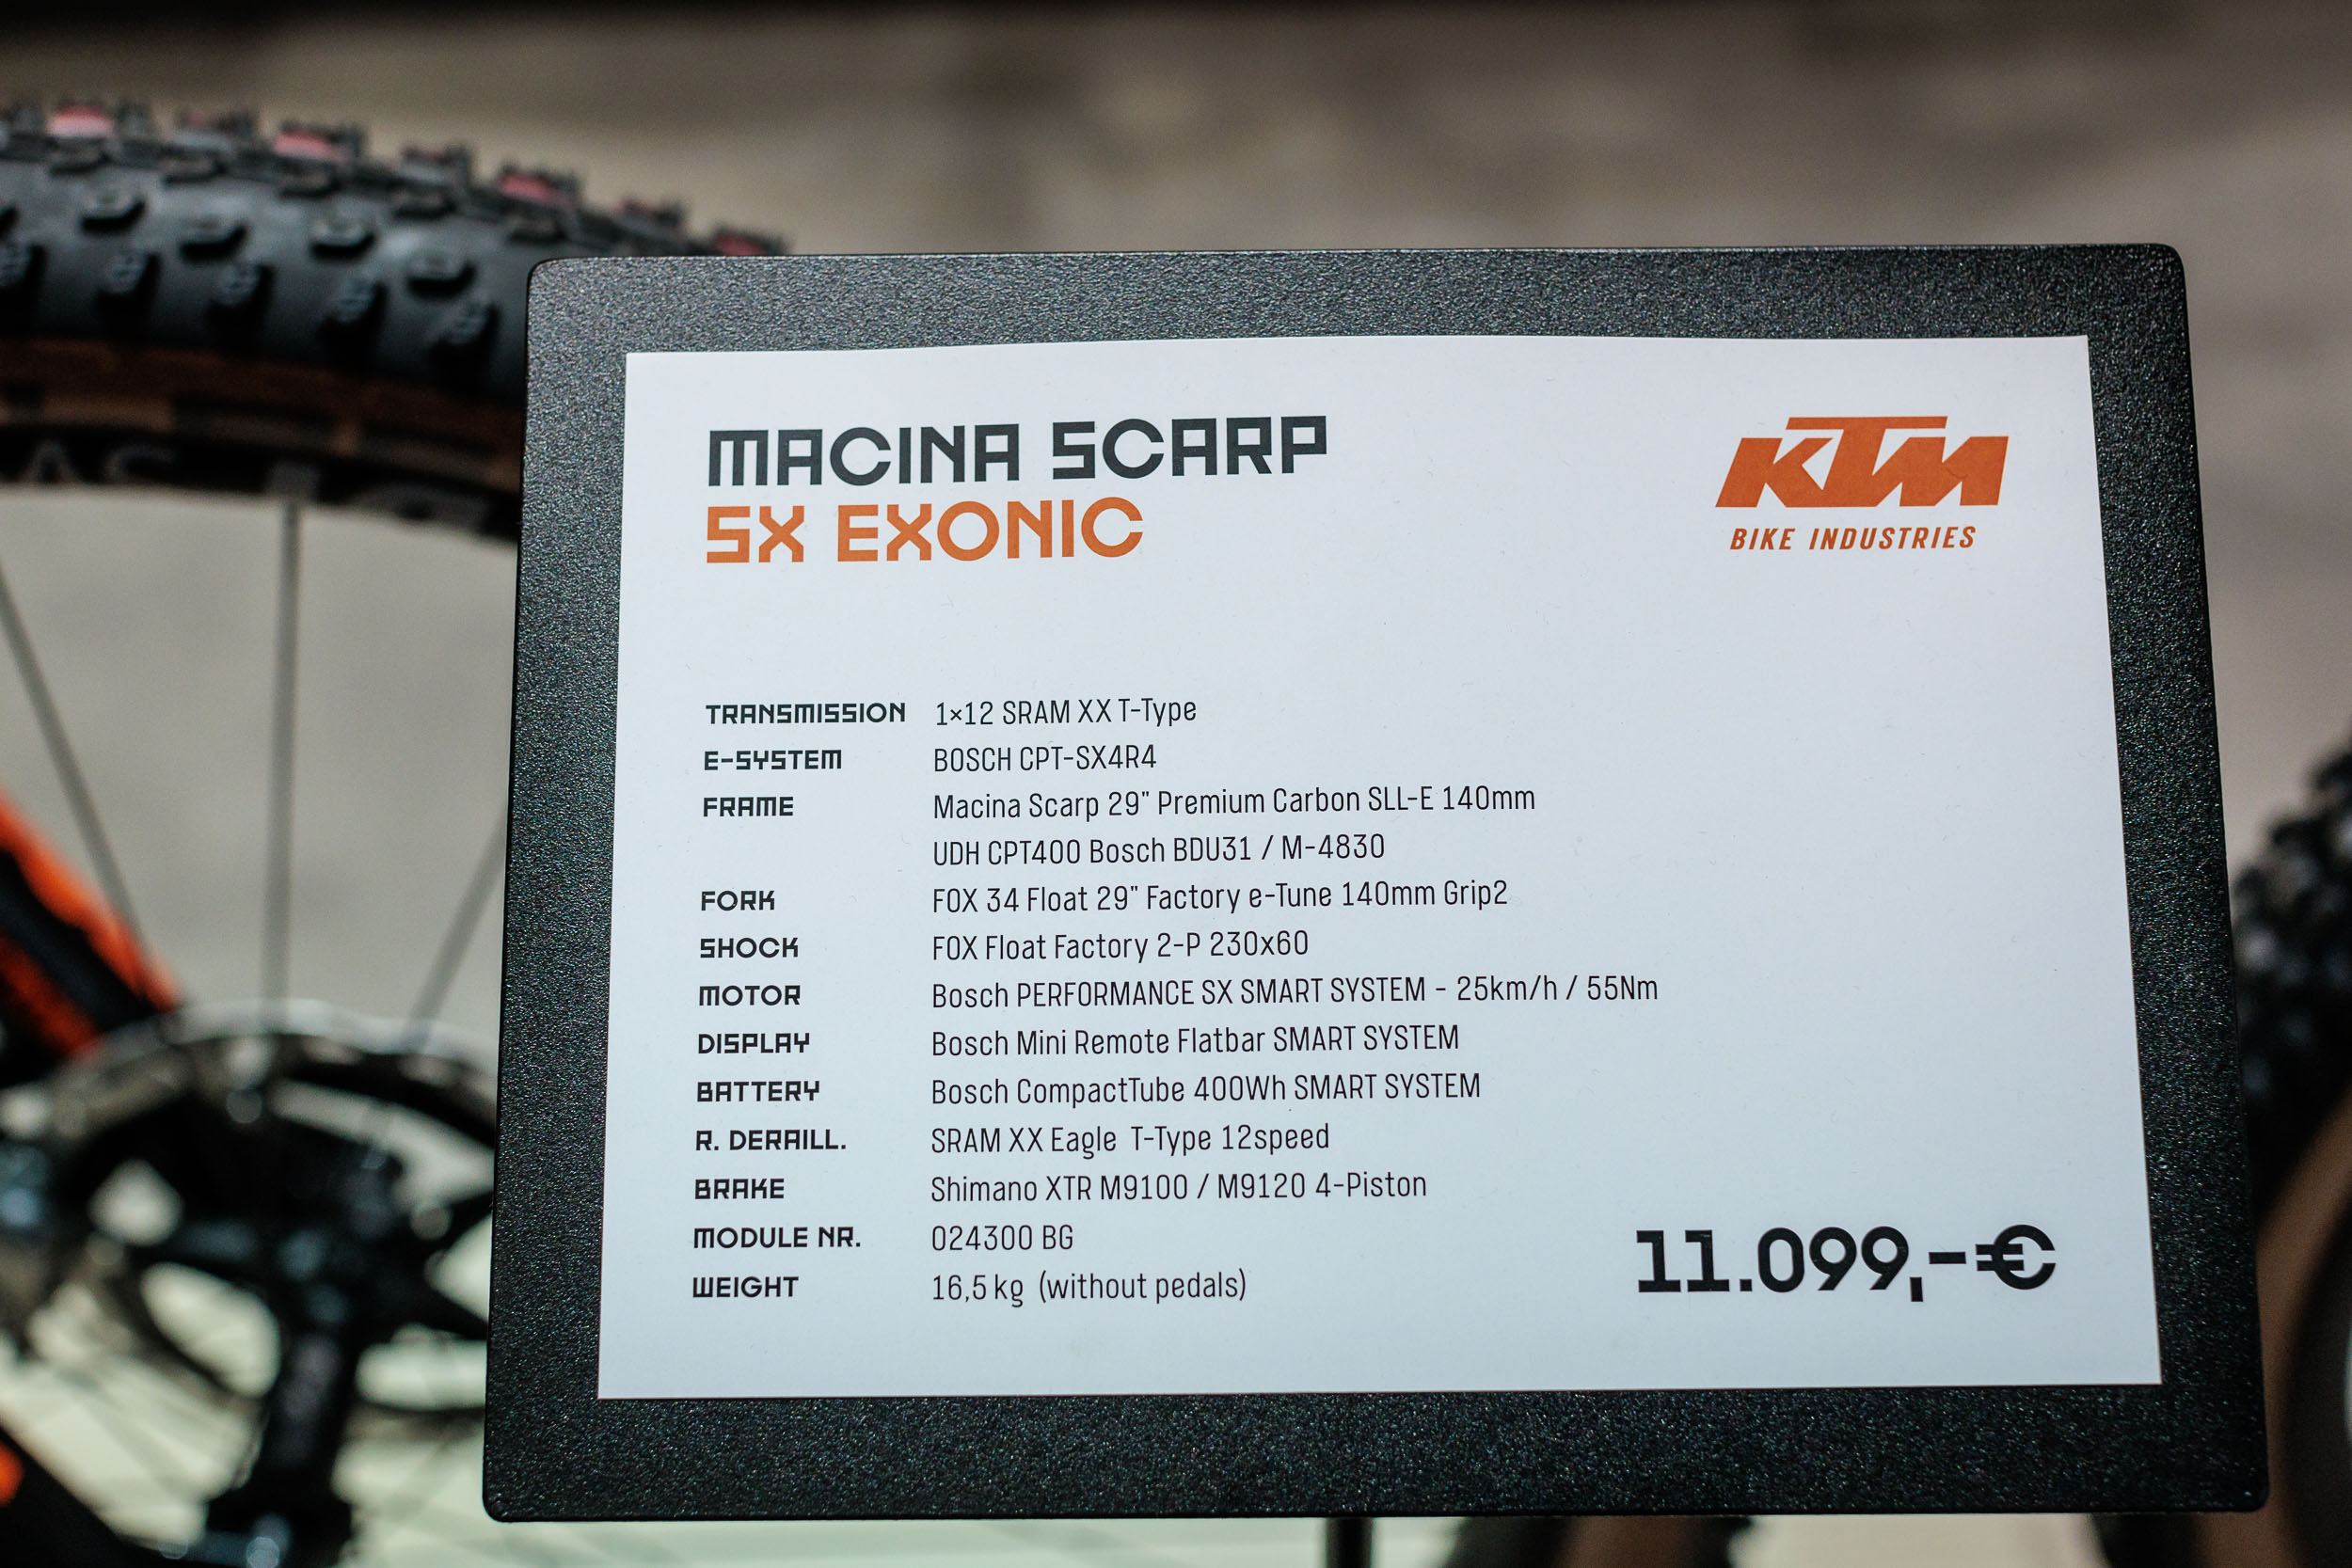 MACINA SCARP
SX EXONIC
KTM
BIKE INDUSTRIES
TRANSMISSION 1×12 SRAM XX T-Type
E-SYSTEM BOSCH CPT-SX4R4
FRAME Macina Scarp 29" Premium Carbon SLL-E 140mm
UDH CPT400 Bosch BDU31 / M-4830
FORK FOX 34 Float 29" Factory e-Tune 140mm Grip2
SHOCK FOX Float Factory 2-P 230x60
MOTOR Bosch PERFORMANCE SX SMART SYSTEM - 25km/h / 55Nm
DISPLAY Bosch Mini Remote Flatbar SMART SYSTEM
BATTERY Bosch CompactTube 400Wh SMART SYSTEM
R. DERAILL. SRAM XX Eagle T-Type 12speed
BRAKE Shimano XTR M9100 / M9120 4-Piston
MODULE NR. 024300 BG
WEIGHT 16,5 kg (without pedals)
11.099,-€